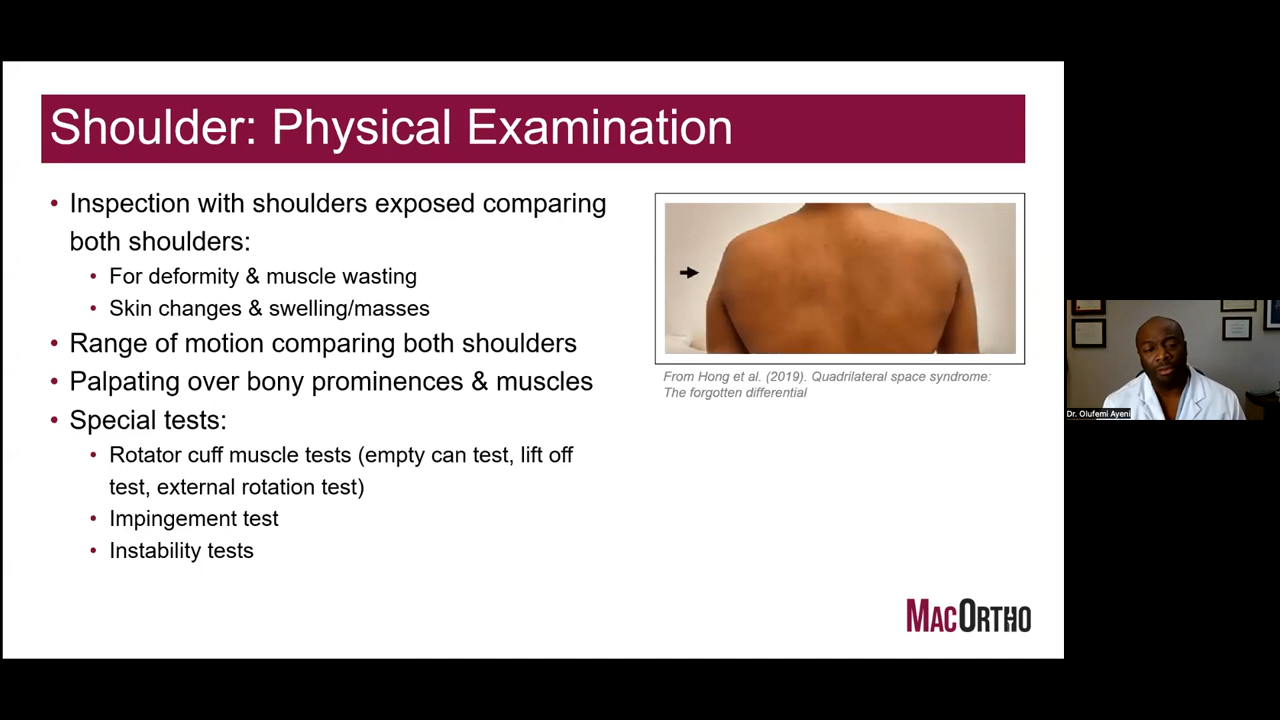 Shoulder: Physical Examination
• Inspection with shoulders exposed comparing
both shoulders:
• For deformity & muscle wasting
• Skin changes & swelling/masses
• Range of motion comparing both shoulders
• Palpating over bony prominences & muscles
• Special tests:
• Rotator cuff muscle tests (empty can test, lift off
test, external rotation test)
• Impingement test
• Instability tests
From Hong et al. (2019). Quadrilateral space syndrome:
The forgotten differential
MACORTHO
Dr. Olufemi Ayeni